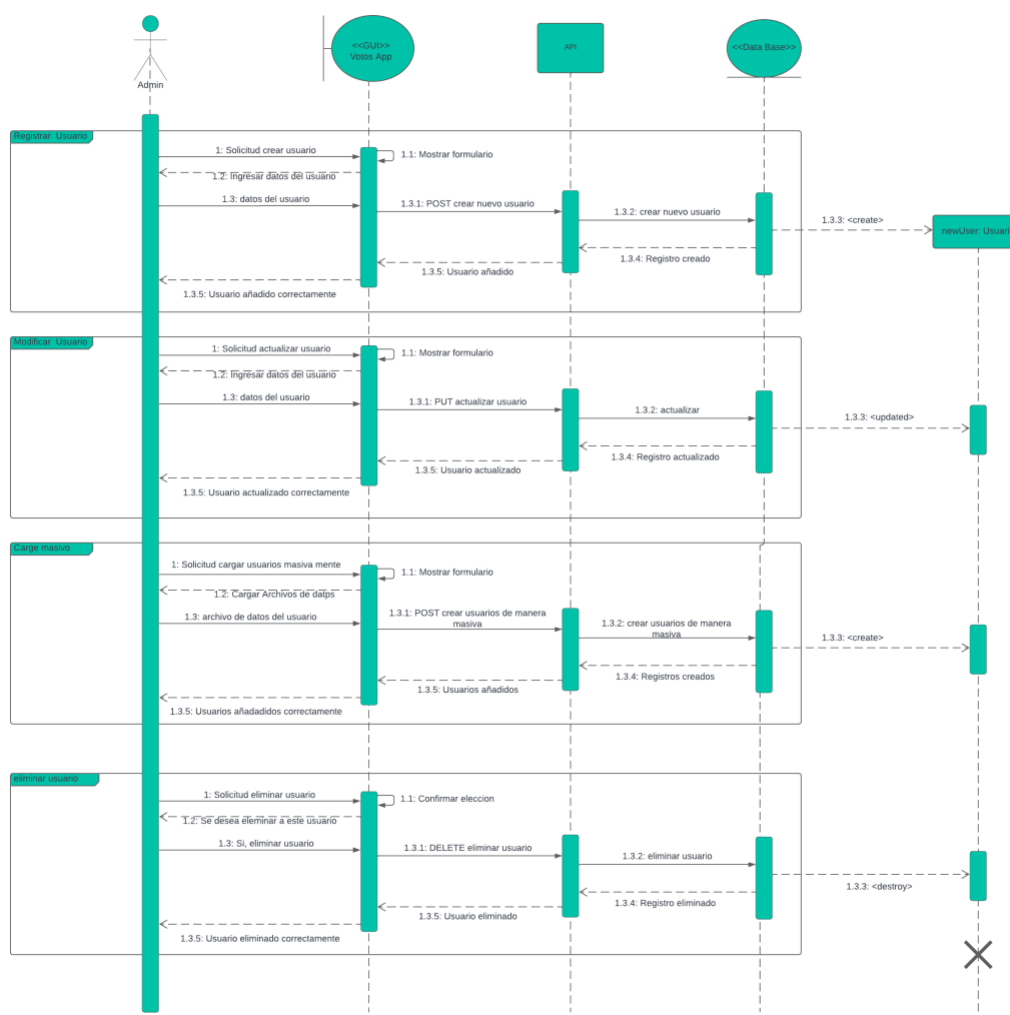 <<GUI>>
Votos App
API
<<Data Base>>
Admin
Registrar Usuario
1: Solicitud crear usuario
1.1: Mostrar formulario
1.2: Ingresar datos del usuario
1.3: datos del usuario
1.3.1: POST crear nuevo usuario
1.3.2: crear nuevo usuario
1.3.3: <create>
newUser: Usuari
1.3.4: Registro creado
1.3.5: Usuario añadido
1.3.5: Usuario añadido correctamente
Modificar Usuario
1: Solicitud actualizar usuario
1.1: Mostrar formulario
1.2: Ingresar datos del usuario
1.3: datos del usuario
1.3.1: PUT actualizar usuario
1.3.2: actualizar
1.3.3: <updated>
1.3.4: Registro actualizado
1.3.5: Usuario actualizado
1.3.5: Usuario actualizado correctamente
Carge masivo
1: Solicitud cargar usuarios masiva mente
1.1: Mostrar formulario
1.2: Cargar Archivos de datps
1.3: archivo de datos del usuario
1.3.1: POST crear usuarios de manera
masiva
1.3.2: crear usuarios de manera
masiva
1.3.3: <create>
1.3.4: Registros creados
1.3.5: Usuarios añadidos
1.3.5: Usuarios añadadidos correctamente
eliminar usuario
1: Solicitud eliminar usuario
1.1: Confirmar eleccion
1.2: Se desea eleminar a este usuario
1.3: Si, eliminar usuario
1.3.1: DELETE eliminar usuario
1.3.2: eliminar usuario
1.3.3: <destroy>
1.3.4: Registro eliminado
1.3.5: Usuario eliminado
1.3.5: Usuario eliminado correctamente